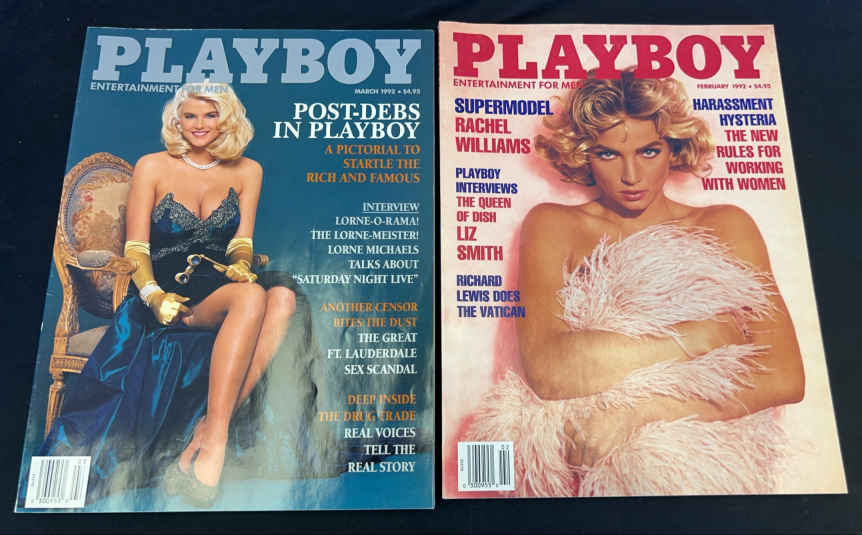 PLAYBOY
ENTERTAINMENT FOR MEN
MARCH 1992 • $4.95
POST-DEBS
IN PLAYBOY
A PICTORIAL TO
STARTLE THE
RICH AND FAMOUS
INTERVIEW
LORNE-O-RAMA!
THE LORNE-MEISTER!
LORNE MICHAELS
TALKS ABOUT
"SATURDAY NIGHT LIVE"
ANOTHER CENSOR
BITES THE DUST
THE GREAT
FT. LAUDERDALE
SEX SCANDAL
DEEP INSIDE
THE DRUG TRADE
REAL VOICES
TELL THE
REAL STORY
PLAYBOY
ENTERTAINMENT FOR MEN
FEBRUARY 1992 • $4.95
SUPERMODEL
RACHEL
WILLIAMS
PLAYBOY
INTERVIEWS
THE QUEEN
OF DISH
LIZ
SMITH
RICHARD
LEWIS DOES
THE VATICAN
HARASSMENT
HYSTERIA
THE NEW
RULES FOR
WORKING
WITH WOMEN
02